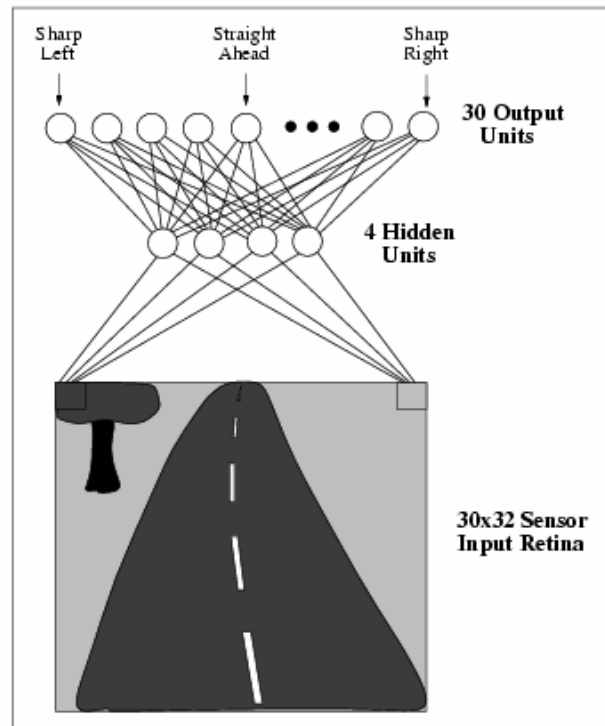 Sharp
Left
Straight
Ahead
Sharp
Right
30 Output
Units
4 Hidden
Units
30x32 Sensor
Input Retina